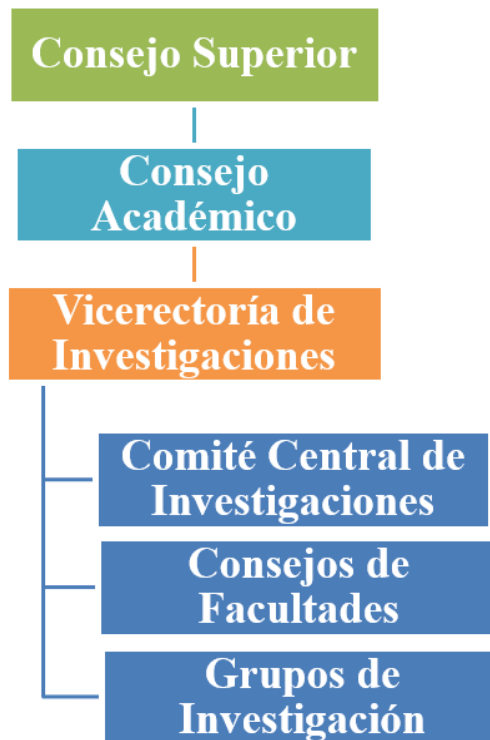 Consejo Superior
Consejo
Académico
Vicerectoría de
Investigaciones
Comité Central de
Investigaciones
Consejos de
Facultades
Grupos de
Investigación